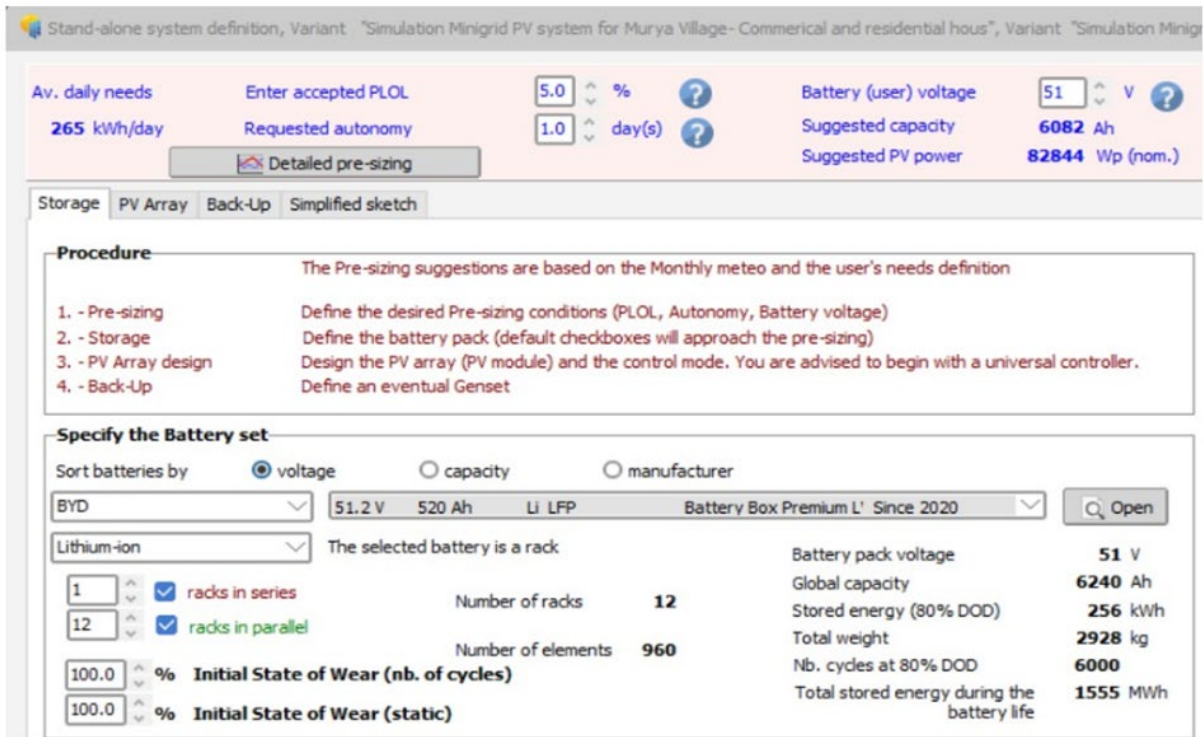 Stand-alone system definition, Variant "Simulation Minigrid PV system for Murya Village- Commerical and residential hous", Variant "Simulation Minigr
Av. daily needs Enter accepted PLOL 5.0 % ? Battery (user) voltage 51 V ?
265 kWh/day Requested autonomy 1.0 day(s) ? Suggested capacity 6082 Ah
Detailed pre-sizing Suggested PV power 82844 Wp (nom.)
Storage PV Array Back-Up Simplified sketch
Procedure
The Pre-sizing suggestions are based on the Monthly meteo and the user's needs definition
1. - Pre-sizing Define the desired Pre-sizing conditions (PLOL, Autonomy, Battery voltage)
2. - Storage Define the battery pack (default checkboxes will approach the pre-sizing)
3. - PV Array design Design the PV array (PV module) and the control mode. You are advised to begin with a universal controller.
4. - Back-Up Define an eventual Genset
Specify the Battery set
Sort batteries by voltage capacity manufacturer
BYD 51.2 V 520 Ah Li LFP Battery Box Premium L' Since 2020 Open
Lithium-ion The selected battery is a rack Battery pack voltage 51 V
1 racks in series Number of racks 12 Global capacity 6240 Ah
12 racks in parallel Stored energy (80% DOD) 256 kWh
Number of elements 960 Total weight 2928 kg
100.0 % Initial State of Wear (nb. of cycles) Nb. cycles at 80% DOD 6000
100.0 % Initial State of Wear (static) Total stored energy during the 1555 MWh
battery life